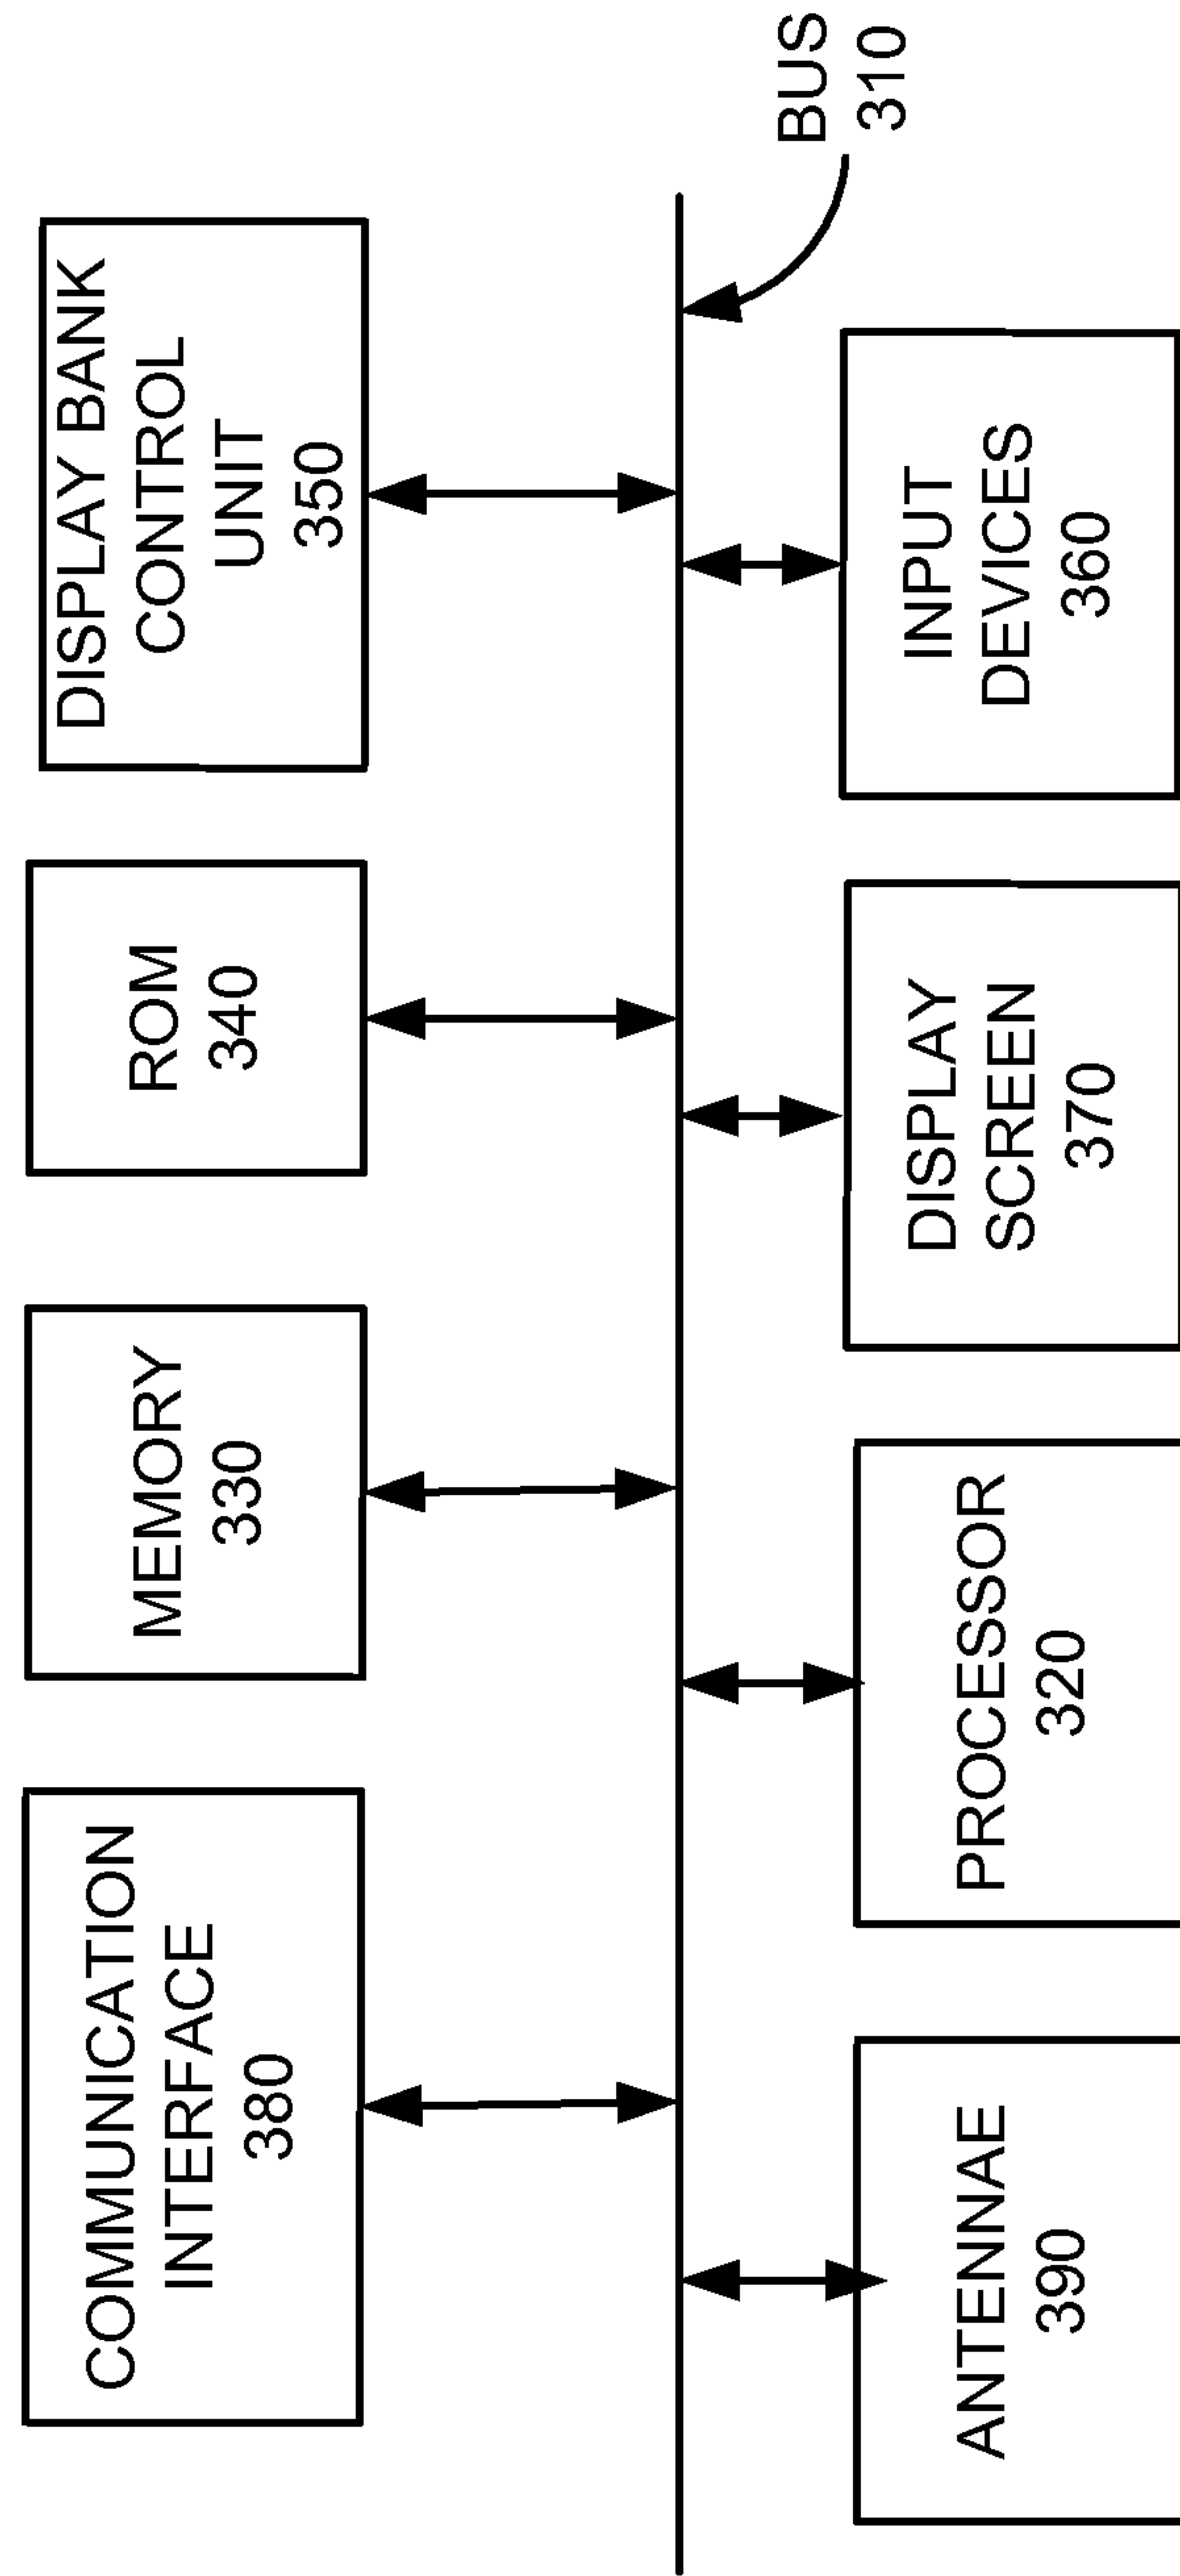 COMMUNICATION
INTERFACE
380
MEMORY
330
ROM
340
DISPLAY BANK
CONTROL
UNIT
350
BUS
310
ANTENNAE
390
PROCESSOR
320
DISPLAY
SCREEN
370
INPUT
DEVICES
360